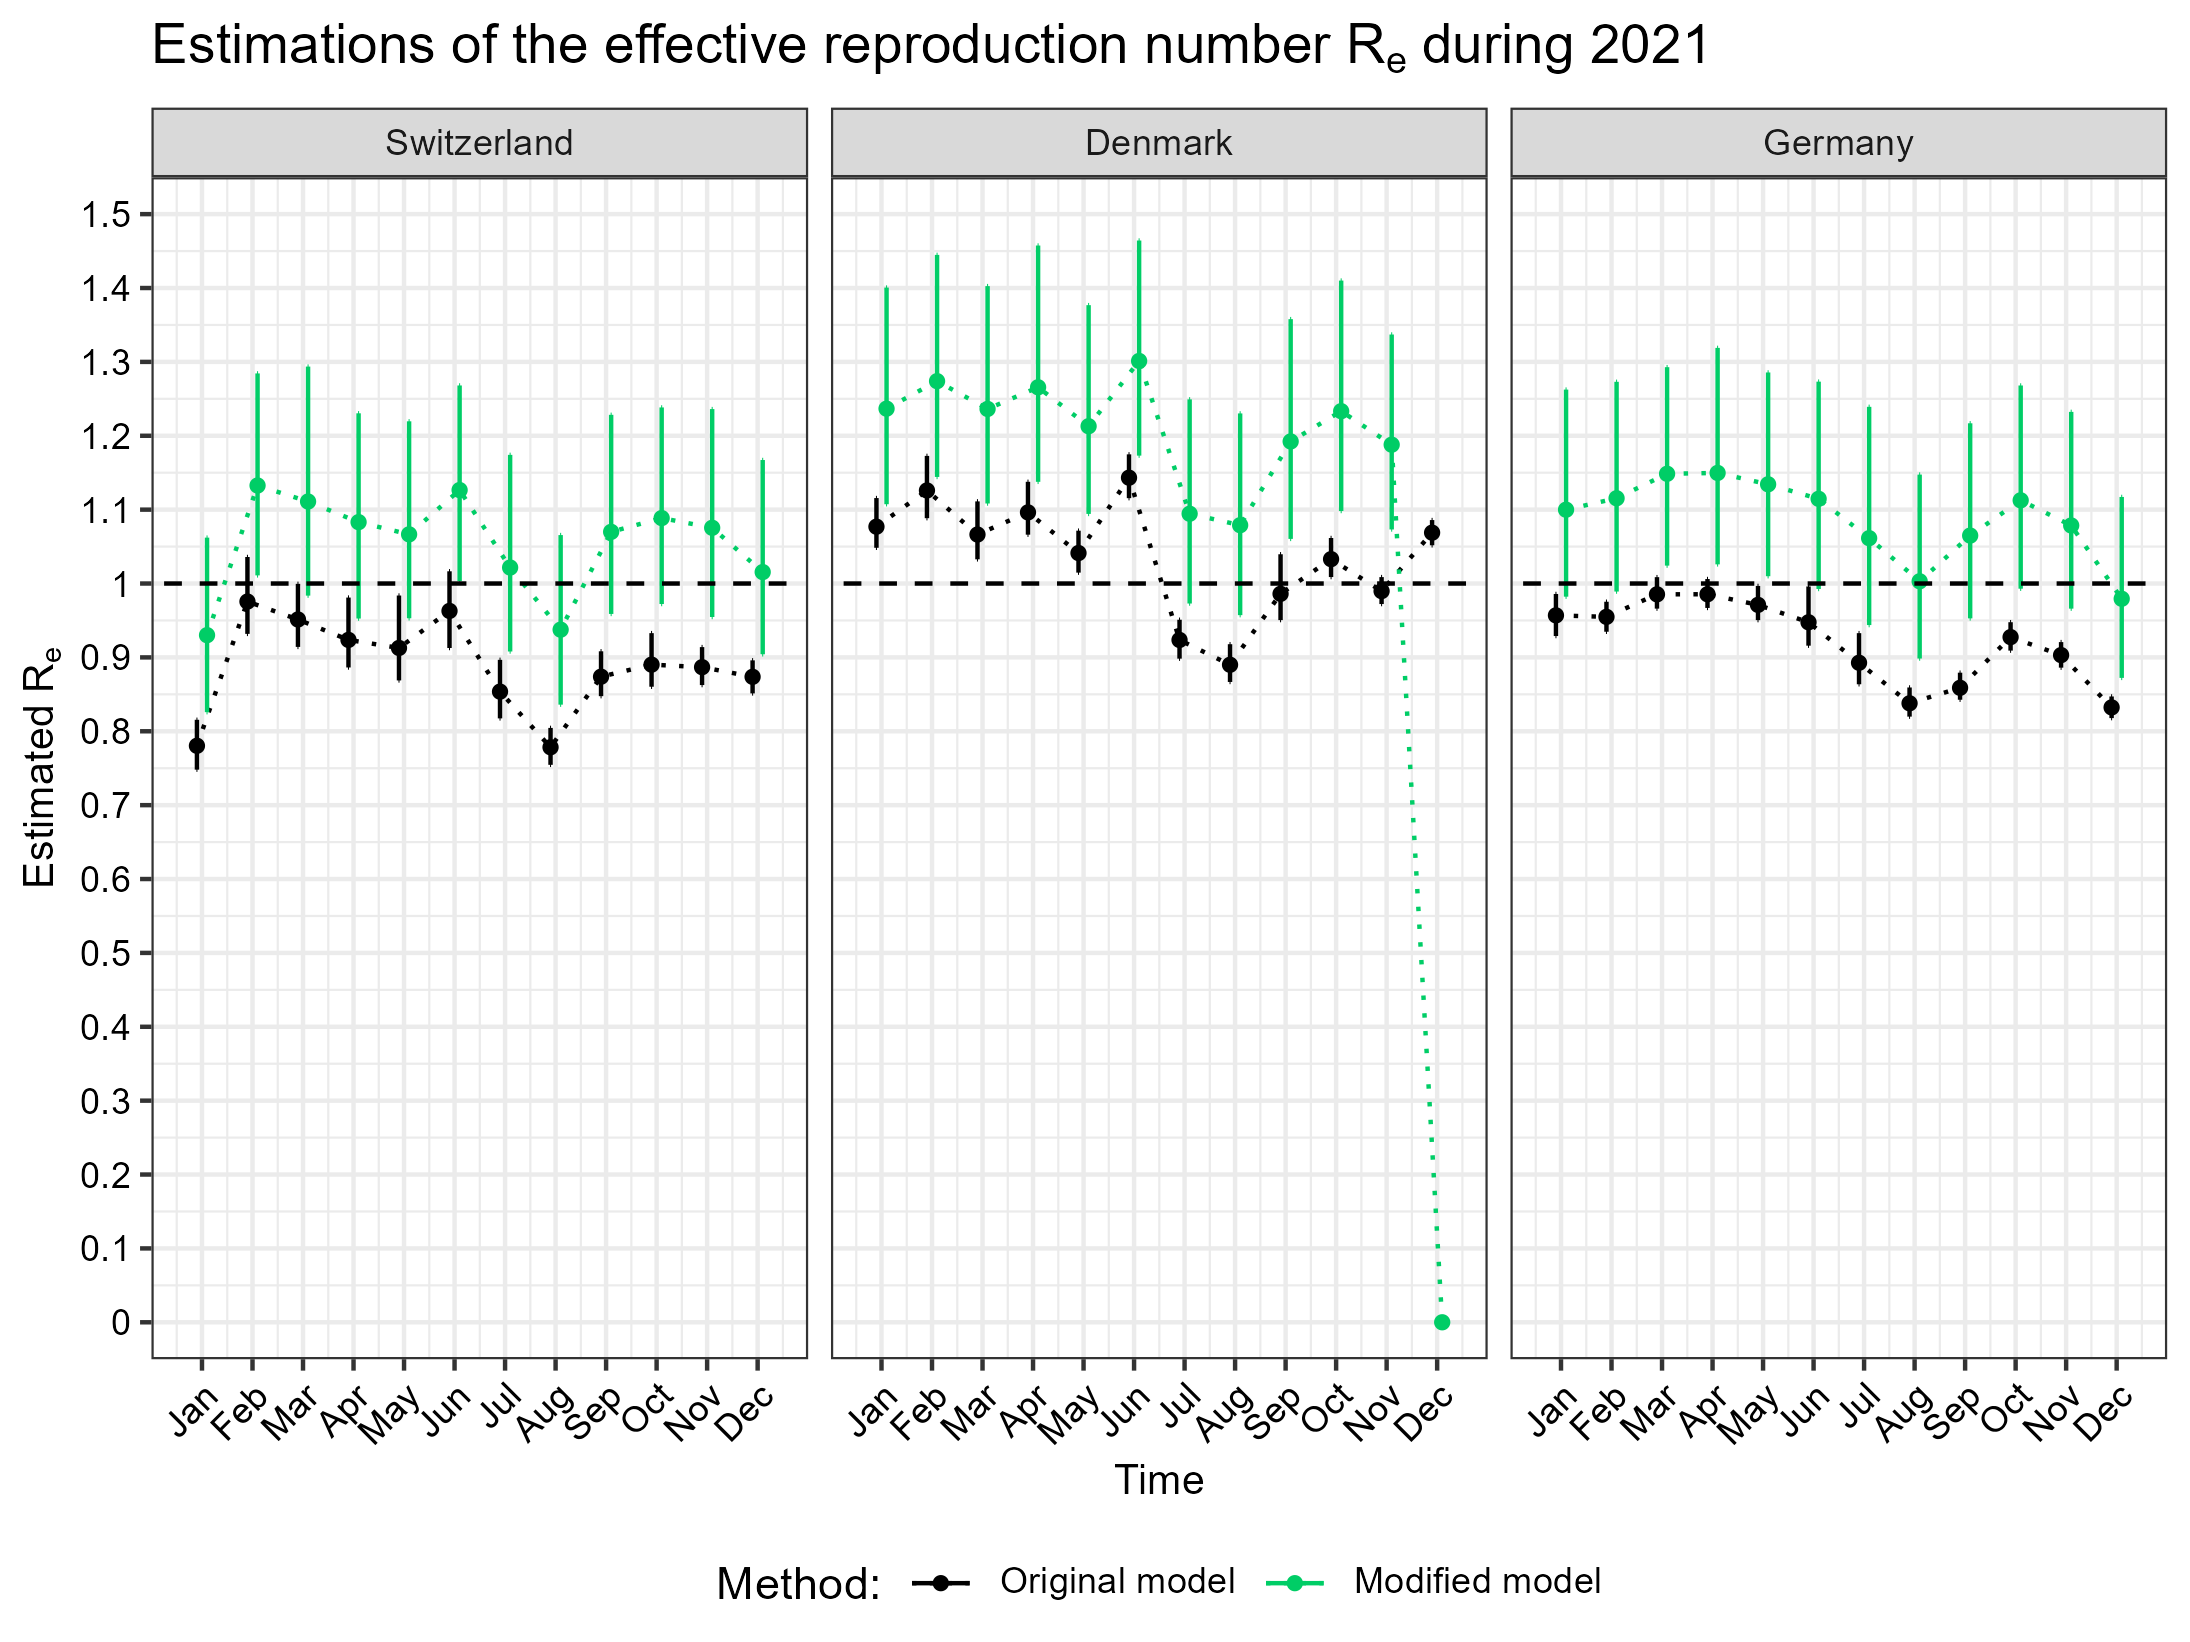 Estimations of the effective reproduction number Re during 2021
Switzerland
Denmark
Germany
Estimated Re
1.5
1.4
1.3
1.2
1.1
1
0.9
0.8
0.7
0.6
0.5
0.4
0.3
0.2
0.1
0
Jan Feb Mar Apr May Jun Jul Aug Sep Oct Nov Dec
Jan Feb Mar Apr May Jun Jul Aug Sep Oct Nov Dec
Jan Feb Mar Apr May Jun Jul Aug Sep Oct Nov Dec
Time
Method: Original model Modified model